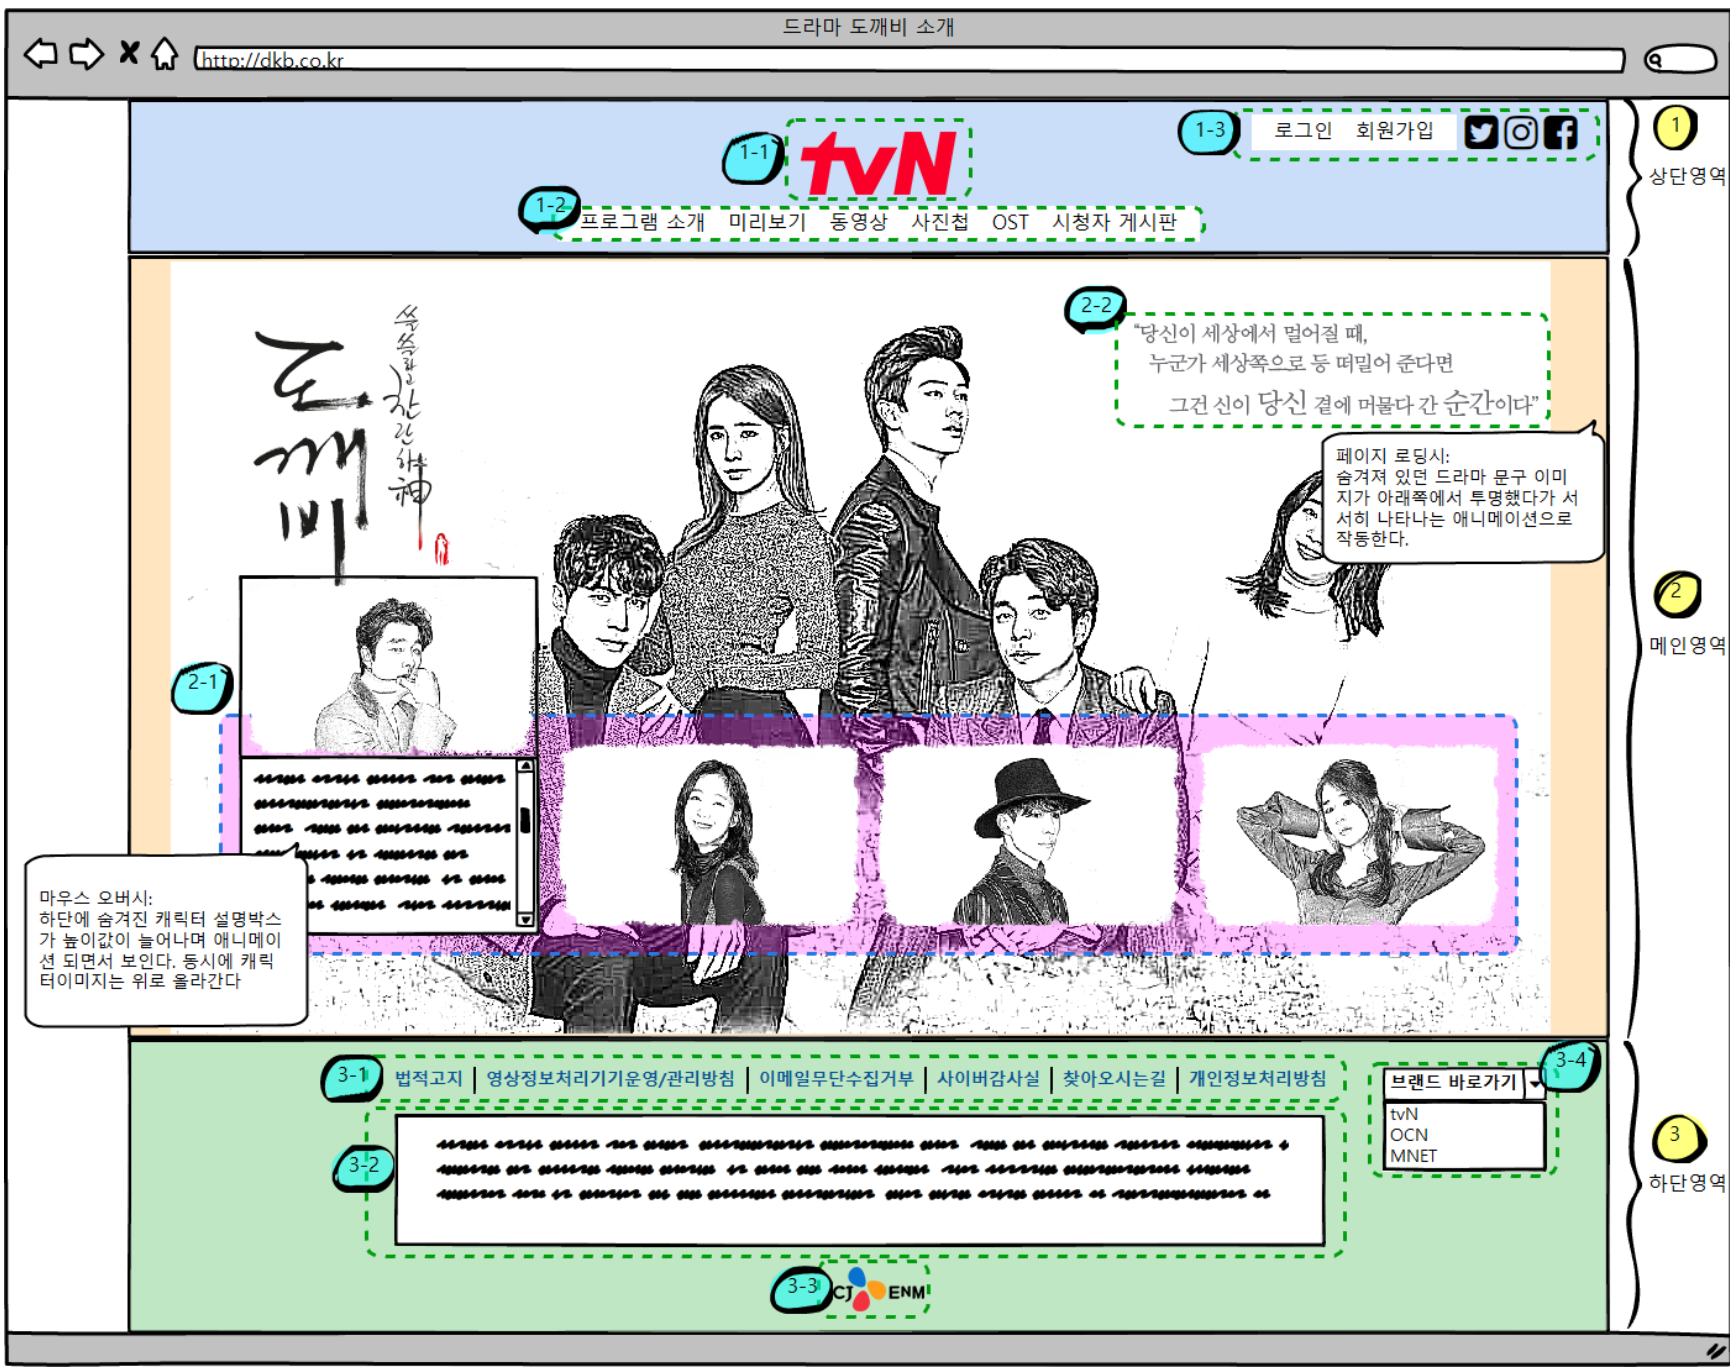 드라마 도깨비 소개
http://dkb.co.kr
1-1
tvN
1-3
로그인 회원가입
1
상단영역
1-2
프로그램 소개 미리보기 동영상 사진첩 OST 시청자 게시판
도깨비
쓸쓸하고 찬란하神
2-2
“당신이 세상에서 멀어질 때,
누군가 세상쪽으로 등 떠밀어 준다면
그건 신이 당신 곁에 머물다 간 순간이다”
페이지 로딩시:
숨겨져 있던 드라마 문구 이미
지가 아래쪽에서 투명했다가 서
서히 나타나는 애니메이션으로
작동한다.
2
메인영역
2-1
마우스 오버시:
하단에 숨겨진 캐릭터 설명박스
가 높이값이 늘어나며 애니메이
션 되면서 보인다. 동시에 캐릭
터이미지는 위로 올라간다
3-1
법적고지 | 영상정보처리기기운영/관리방침 | 이메일무단수집거부 | 사이버감사실 | 찾아오시는길 | 개인정보처리방침
3-4
브랜드 바로가기
tvN
OCN
MNET
3
하단영역
3-2
3-3
CJ ENM